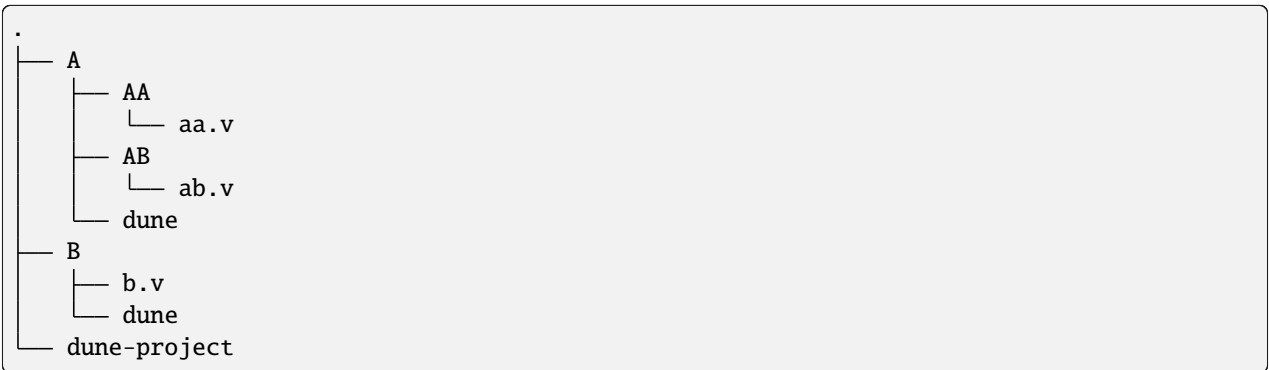 .
├── A
│   ├── AA
│   │   └── aa.v
│   ├── AB
│   │   └── ab.v
│   └── dune
├── B
│   ├── b.v
│   └── dune
└── dune-project